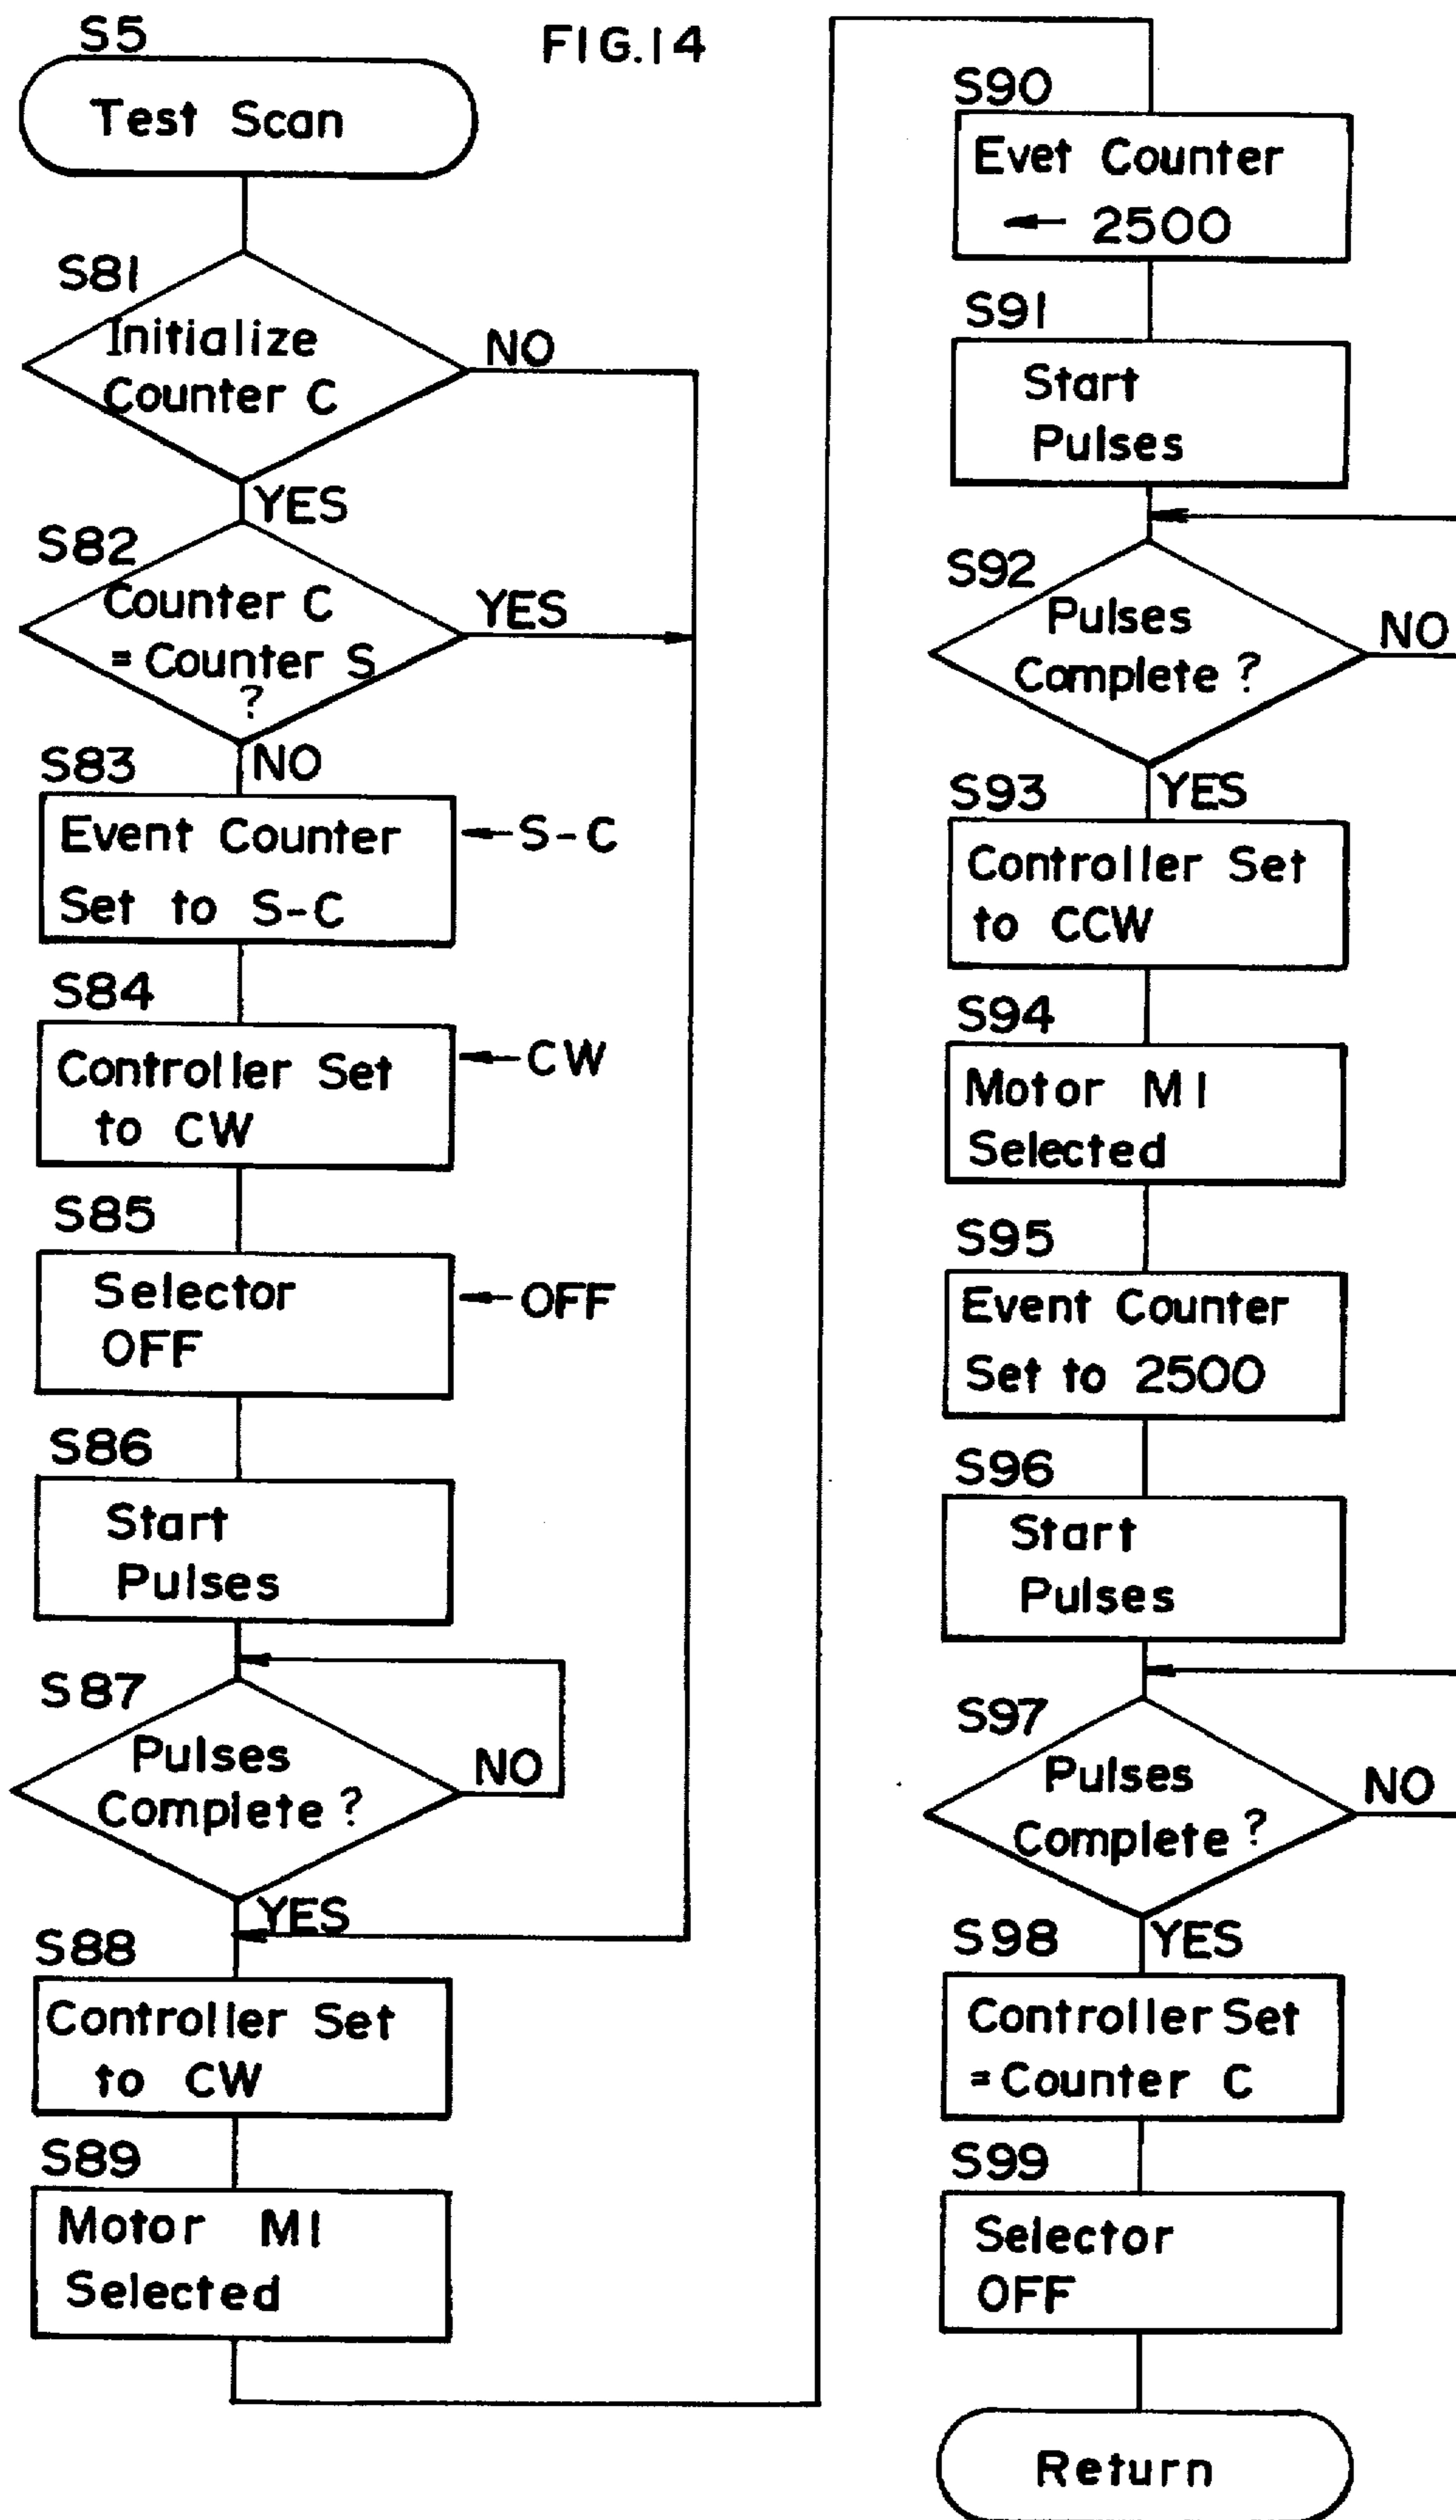 S5
FIG.14
Test Scan
S81
Initialize
Counter C
NO
YES
S82
Counter C
= Counter S
?
YES
NO
S83
Event Counter
Set to S-C
S-C
S84
Controller Set
to CW
CW
S85
Selector
OFF
OFF
S86
Start
Pulses
S87
Pulses
Complete ?
NO
YES
S88
Controller Set
to CW
S89
Motor M1
Selected
S90
Evet Counter
← 2500
S91
Start
Pulses
S92
Pulses
Complete ?
NO
YES
S93
Controller Set
to CCW
S94
Motor M1
Selected
S95
Event Counter
Set to 2500
S96
Start
Pulses
S97
Pulses
Complete ?
NO
YES
S98
Controller Set
=Counter C
S99
Selector
OFF
Return